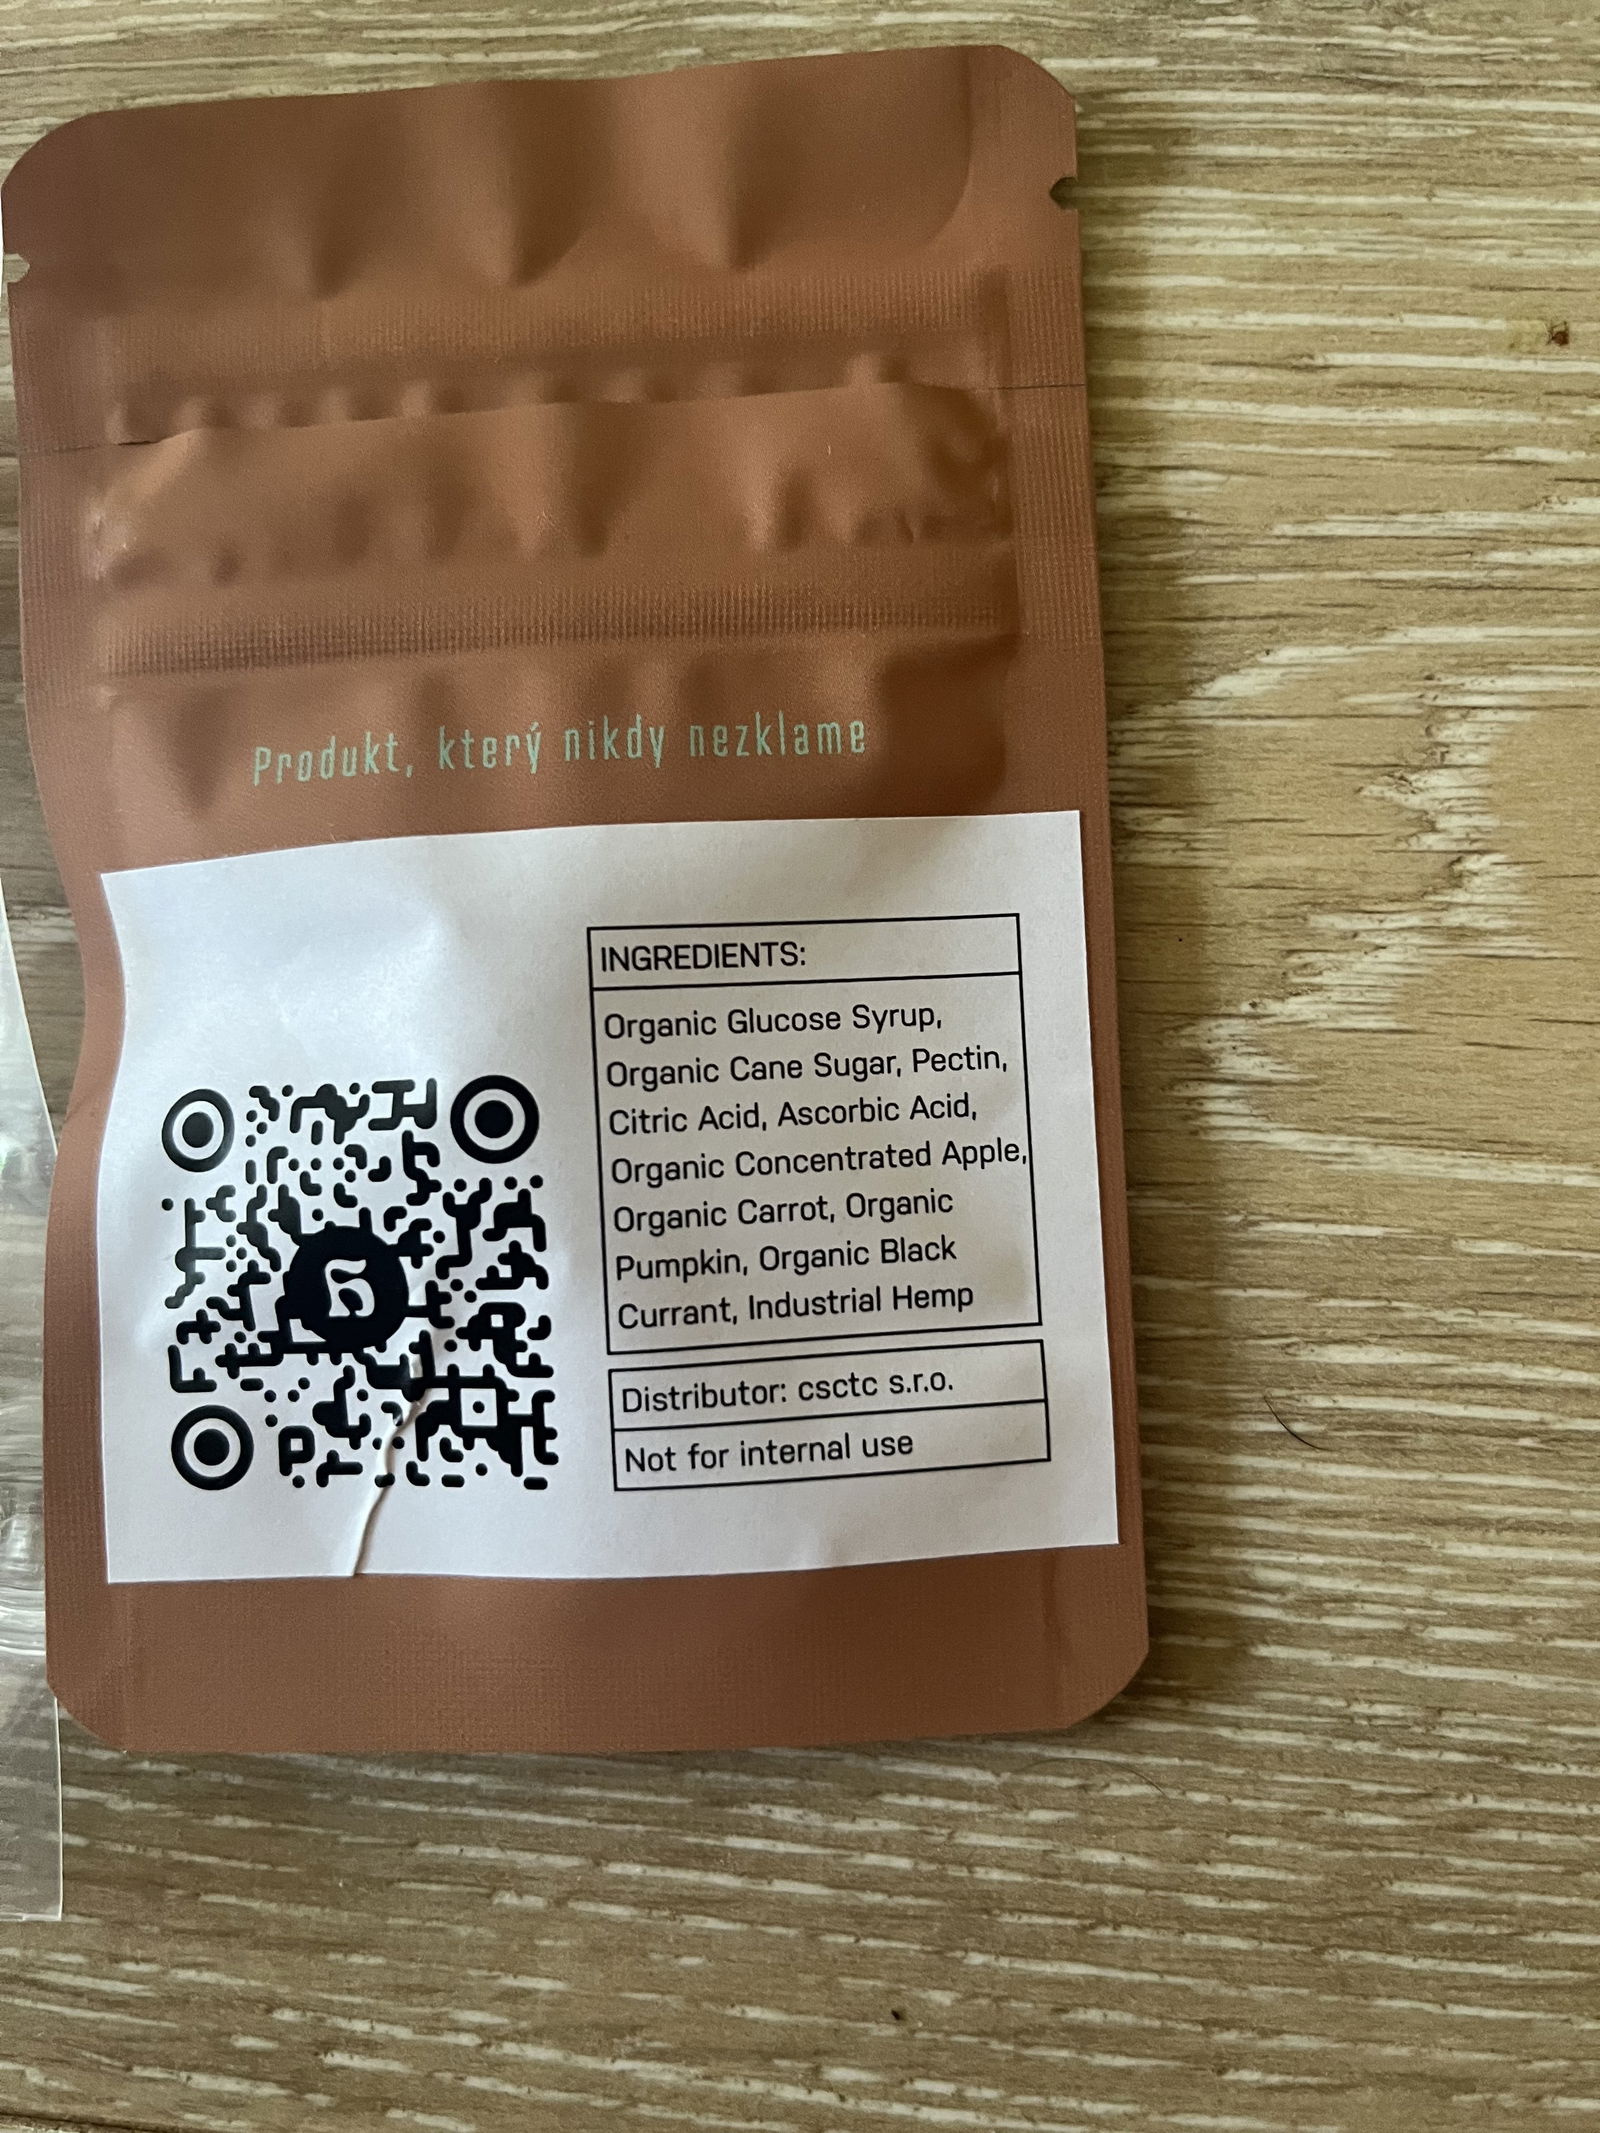 Produkt, který nikdy nezklame
INGREDIENTS:
Organic Glucose Syrup,
Organic Cane Sugar, Pectin,
Citric Acid, Ascorbic Acid,
Organic Concentrated Apple,
Organic Carrot, Organic
Pumpkin, Organic Black
Currant, Industrial Hemp
Distributor: csctc s.r.o.
Not for internal use